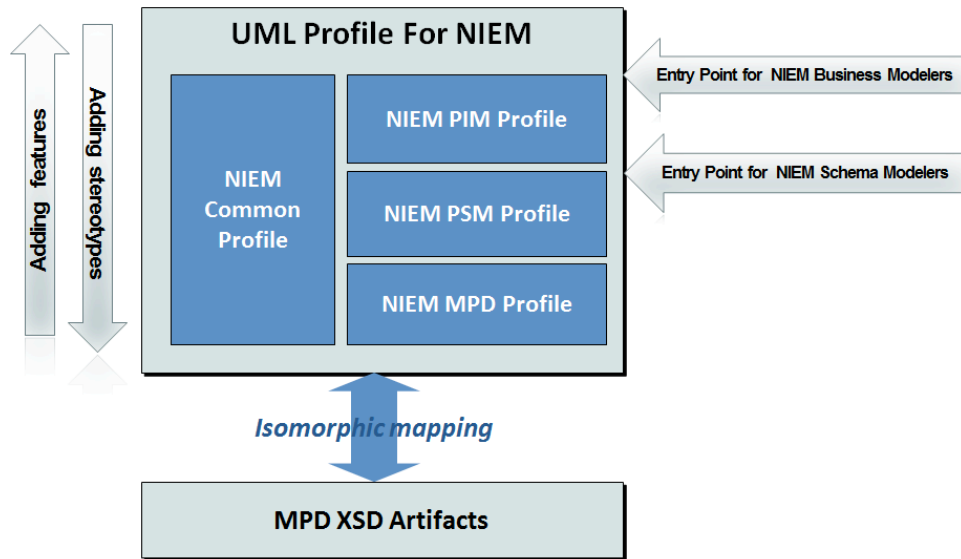 UML Profile For NIEM
Adding features
Adding stereotypes
NIEM
Common
Profile
NIEM PIM Profile
NIEM PSM Profile
NIEM MPD Profile
Entry Point for NIEM Business Modelers
Entry Point for NIEM Schema Modelers
Isomorphic mapping
MPD XSD Artifacts